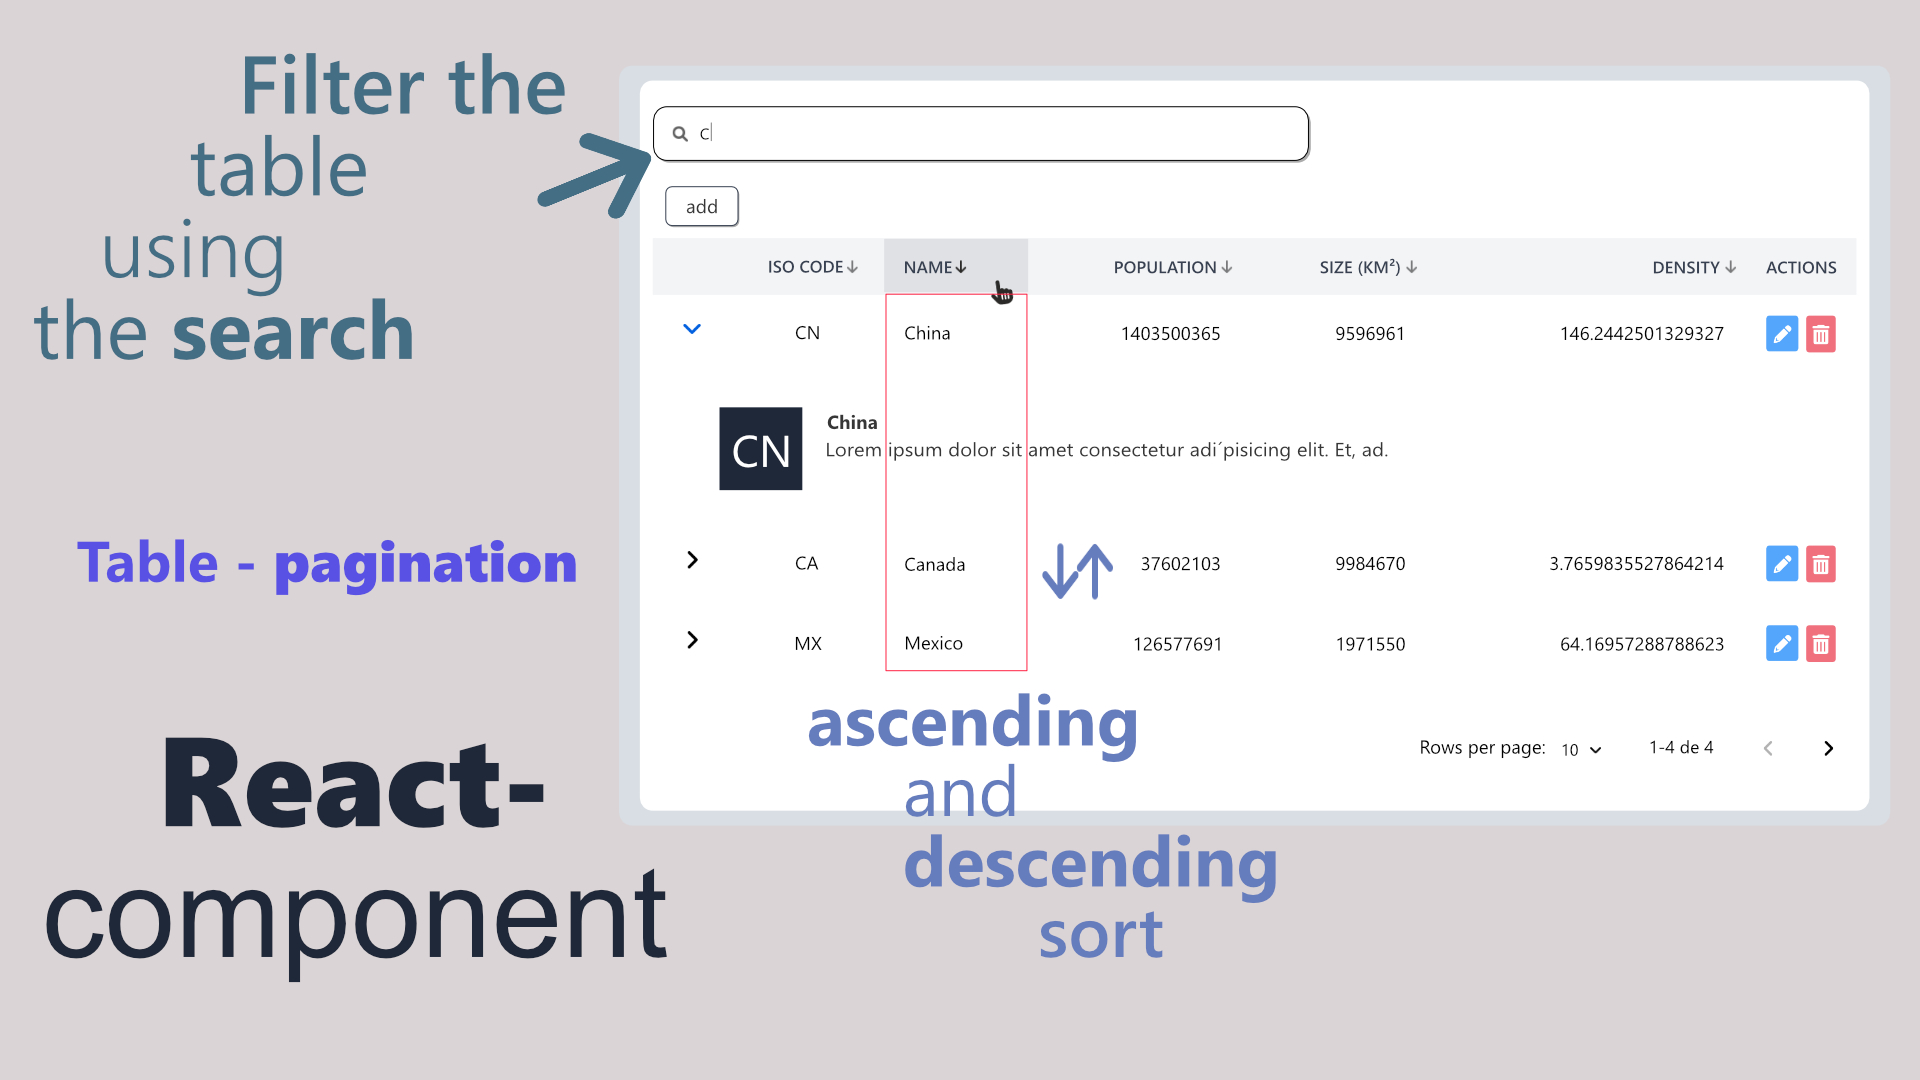 Filter the
table
using
the search
Table - pagination
React-
component
c
add
ISO CODE NAME POPULATION SIZE (KM²) DENSITY ACTIONS
CN China 1403500365 9596961 146.2442501329327
CN
China
Lorem ipsum dolor sit amet consectetur adi´pisicing elit. Et, ad.
CA Canada 37602103 9984670 3.7659835527864214
MX Mexico 126577691 1971550 64.16957288788623
Rows per page: 10 1-4 de 4
ascending
and
descending
sort